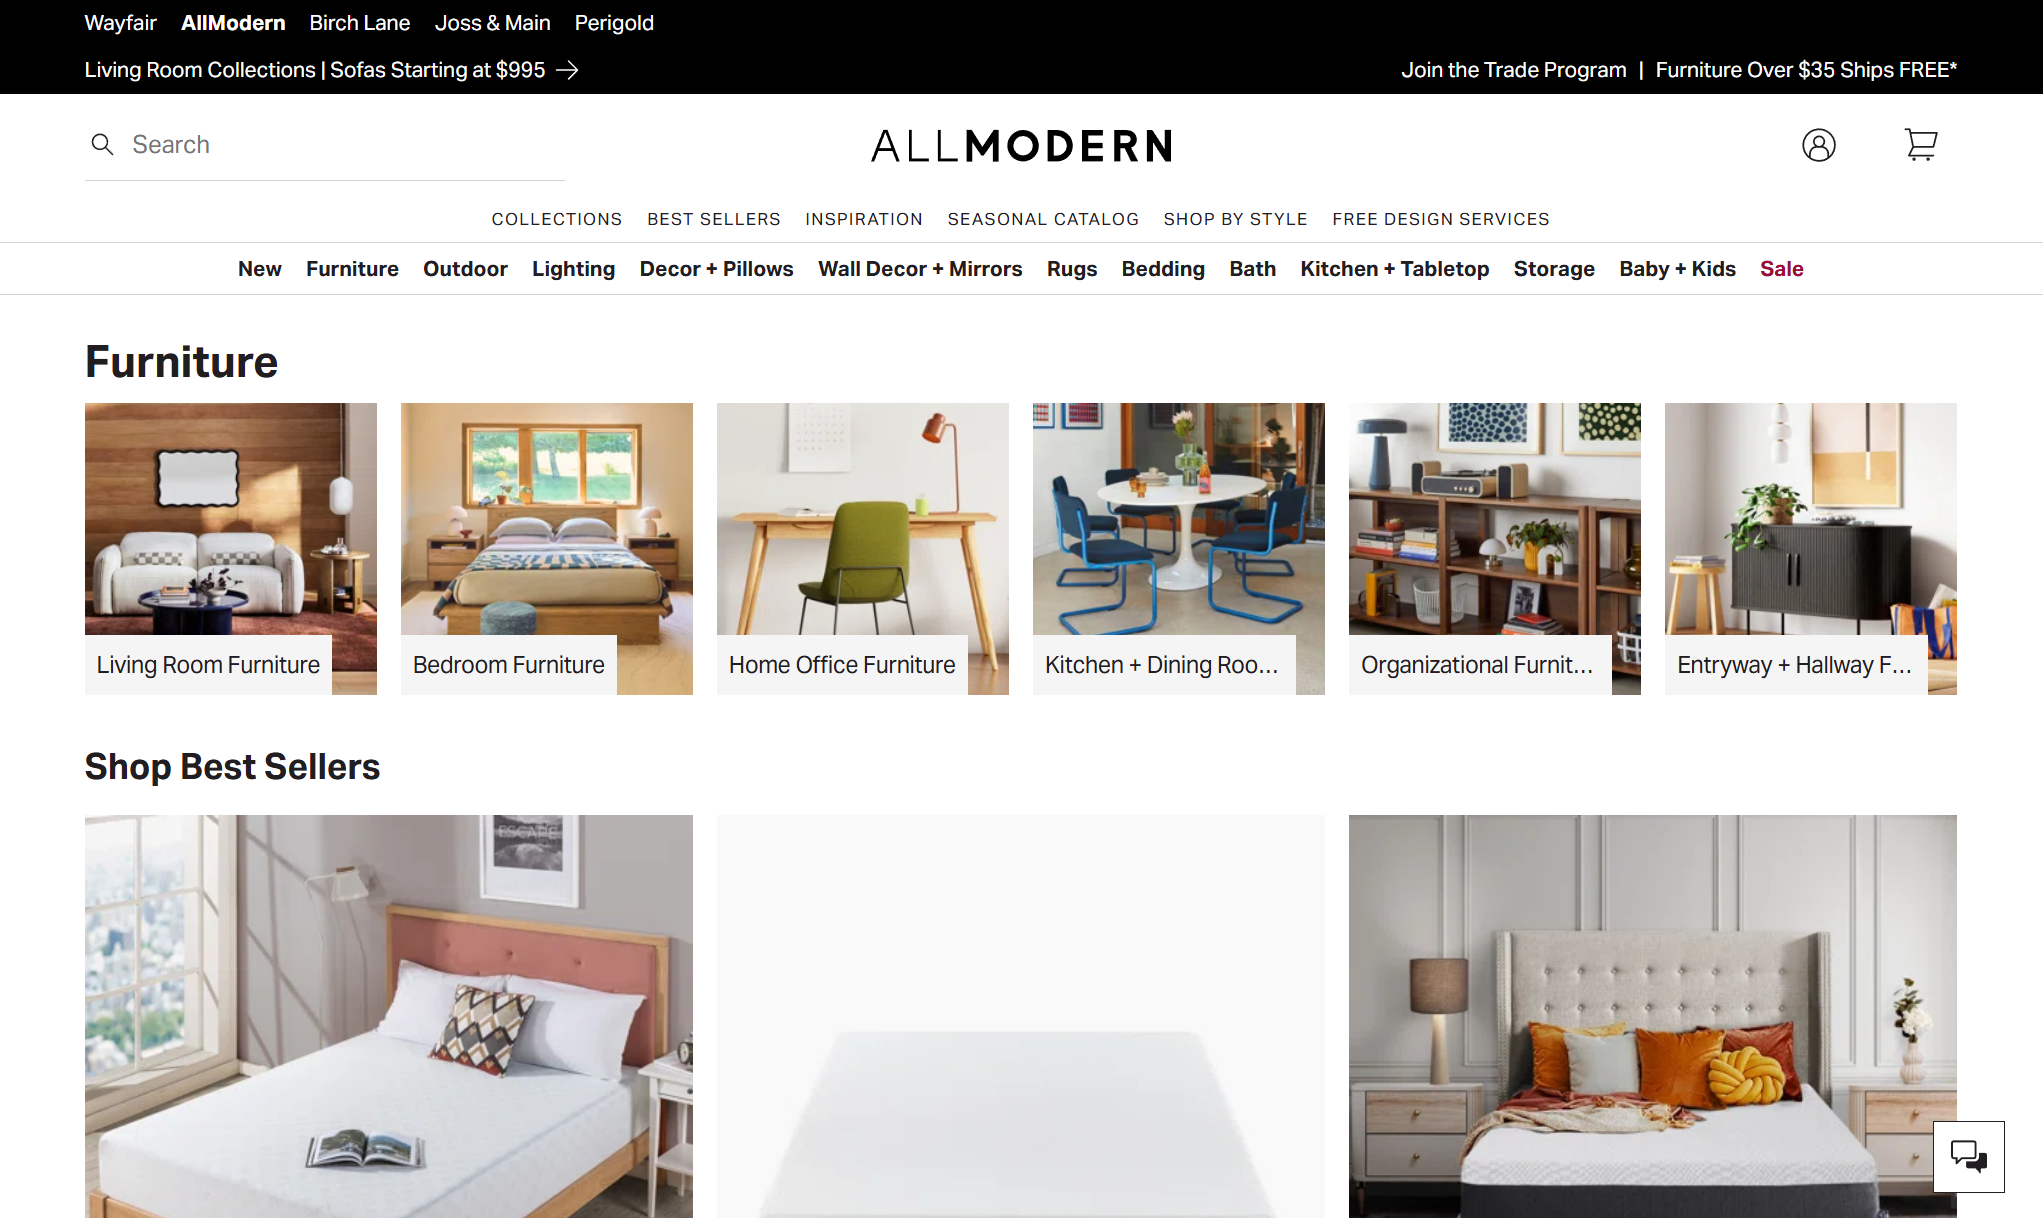 Wayfair AllModern Birch Lane Joss & Main Perigold
Living Room Collections | Sofas Starting at $995
Join the Trade Program | Furniture Over $35 Ships FREE*
Search
ALLMODERN
COLLECTIONS BEST SELLERS INSPIRATION SEASONAL CATALOG SHOP BY STYLE FREE DESIGN SERVICES
New Furniture Outdoor Lighting Decor + Pillows Wall Decor + Mirrors Rugs Bedding Bath Kitchen + Tabletop Storage Baby + Kids Sale
Furniture
Living Room Furniture
Bedroom Furniture
Home Office Furniture
Kitchen + Dining Roo...
Organizational Furnit...
Entryway + Hallway F...
Shop Best Sellers
ESCAPE